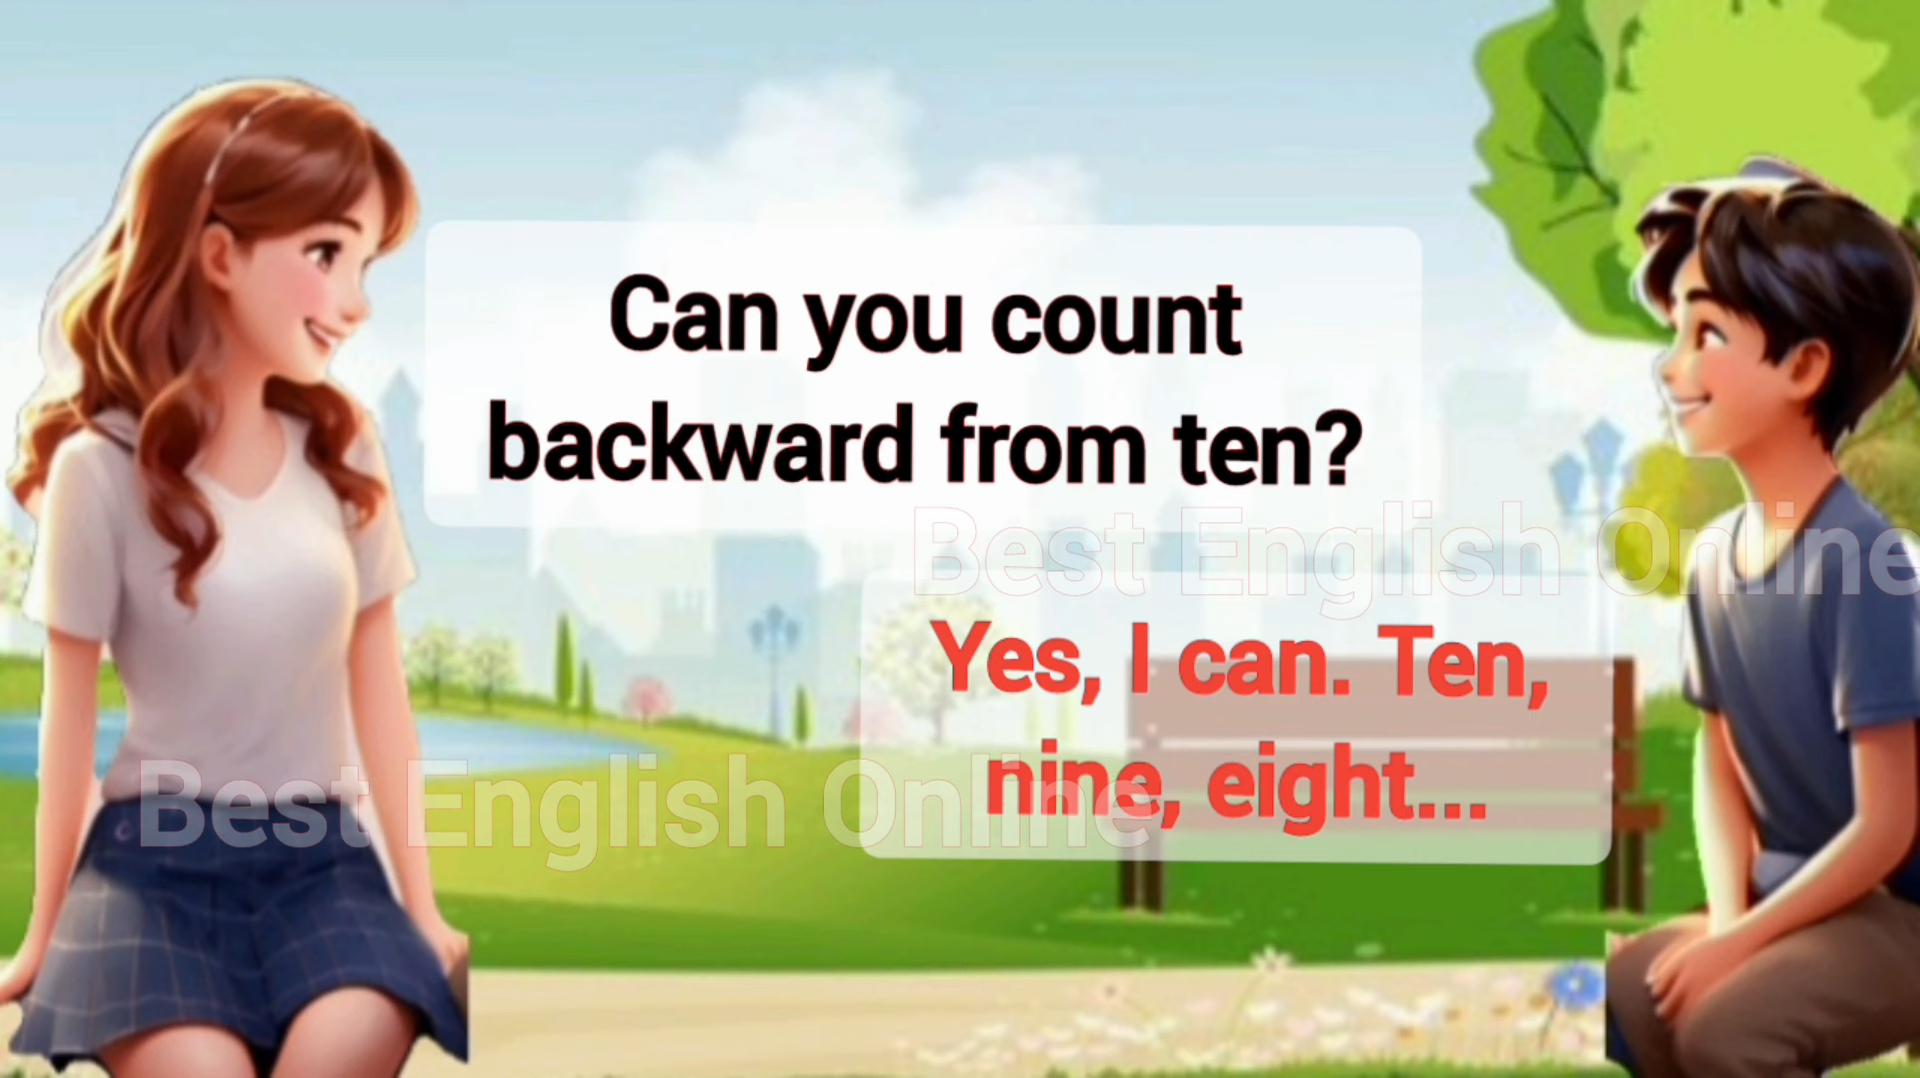 Can you count
backward from ten?
Best English Online
Yes, I can. Ten,
nine, eight...
Best English Online